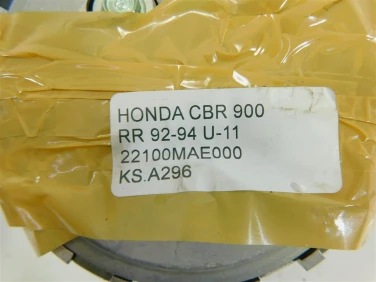 HONDA CBR 900
RR 92-94 U-11
22100MAE000
KS.A296